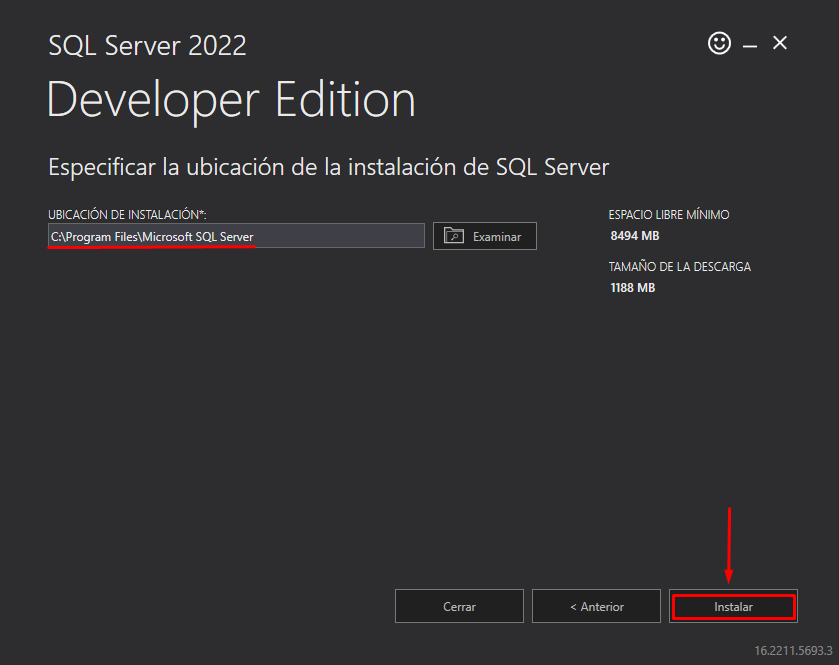 SQL Server 2022
Developer Edition
Especificar la ubicación de la instalación de SQL Server
UBICACIÓN DE INSTALACIÓN*:
C:\Program Files\Microsoft SQL Server
Examinar
ESPACIO LIBRE MÍNIMO
8494 MB
TAMAÑO DE LA DESCARGA
1188 MB
Cerrar
< Anterior
Instalar
16.2211.5693.3